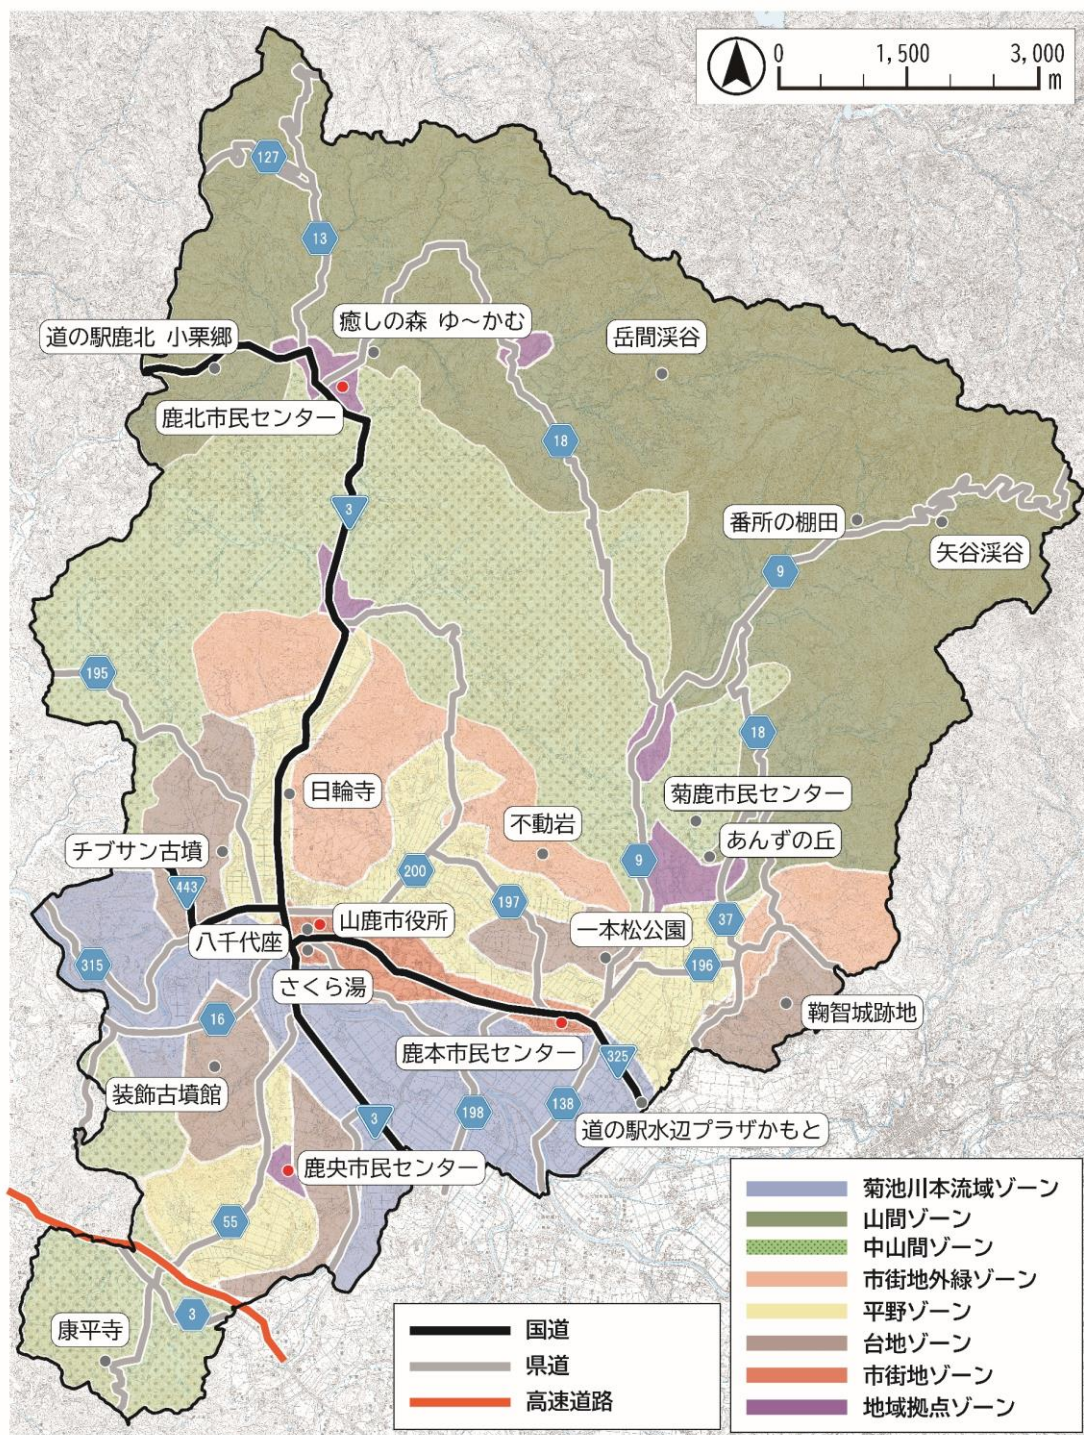 0 1,500 3,000
m
127
13
道の駅鹿北 小栗郷
癒しの森 ゆ～かむ
岳間渓谷
鹿北市民センター
18
3
番所の棚田
矢谷渓谷
9
195
18
日輪寺
菊鹿市民センター
不動岩
あんずの丘
チブサン古墳
443
200
9
197
37
山鹿市役所
八千代座
一本松公園
315
さくら湯
196
16
鞠智城跡地
鹿本市民センター
325
装飾古墳館
3
198
138
道の駅水辺プラザかもと
鹿央市民センター
55
3
康平寺
国道
県道
高速道路
菊池川本流域ゾーン
山間ゾーン
中山間ゾーン
市街地外緑ゾーン
平野ゾーン
台地ゾーン
市街地ゾーン
地域拠点ゾーン